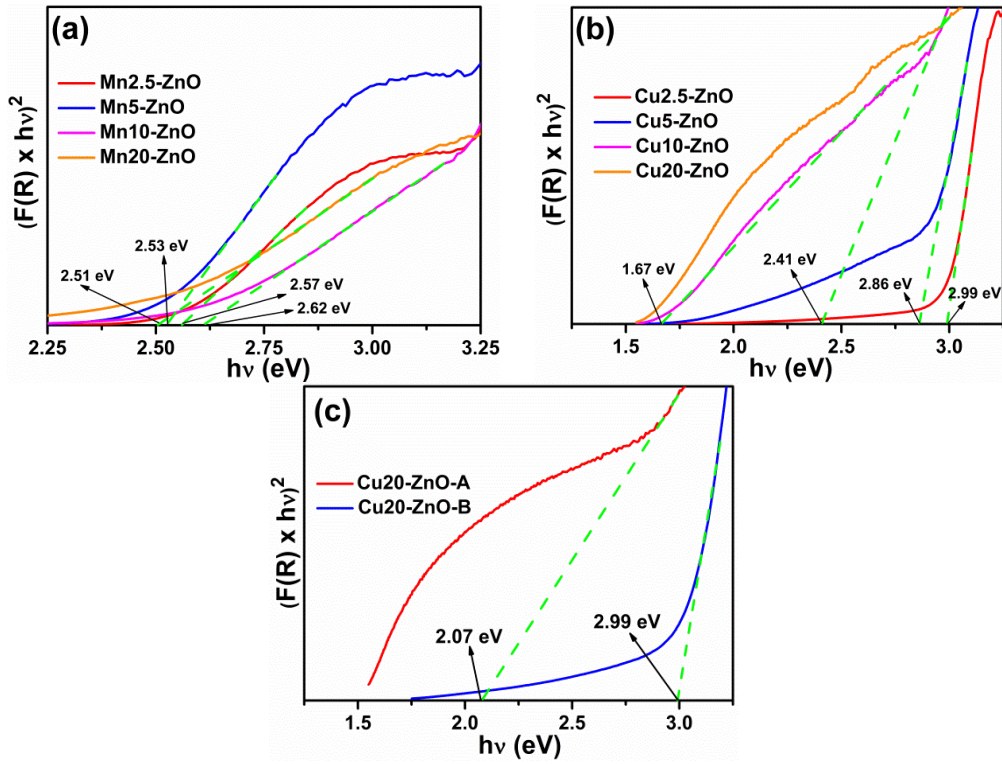 (a)
Mn2.5-ZnO
Mn5-ZnO
Mn10-ZnO
Mn20-ZnO
(F(R) x hν)²
2.53 eV
2.51 eV
2.57 eV
2.62 eV
2.25 2.50 2.75 3.00 3.25
hν (eV)
(b)
Cu2.5-ZnO
Cu5-ZnO
Cu10-ZnO
Cu20-ZnO
(F(R) x hν)²
1.67 eV
2.41 eV
2.86 eV
2.99 eV
1.5 2.0 2.5 3.0
hν (eV)
(c)
Cu20-ZnO-A
Cu20-ZnO-B
(F(R) x hν)²
2.07 eV
2.99 eV
1.5 2.0 2.5 3.0
hν (eV)